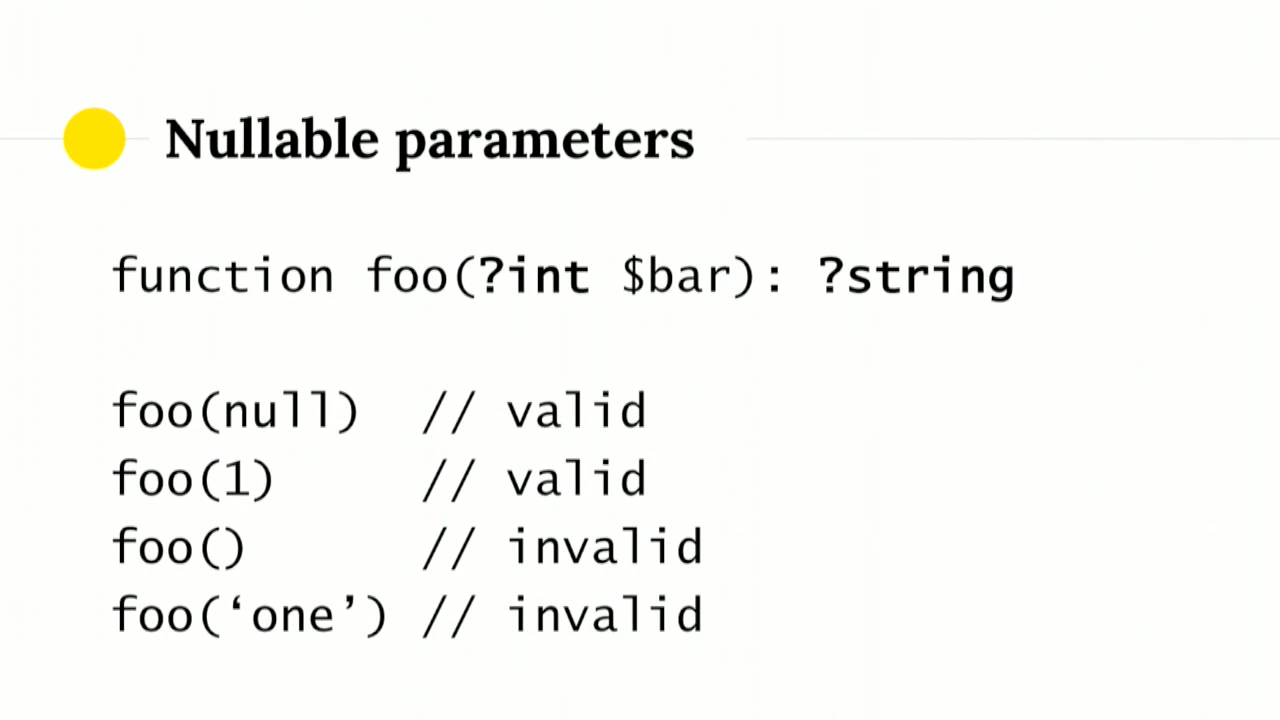 Nullable parameters
function foo(?int $bar): ?string
foo(null)  // valid
foo(1)     // valid
foo()      // invalid
foo(‘one’) // invalid